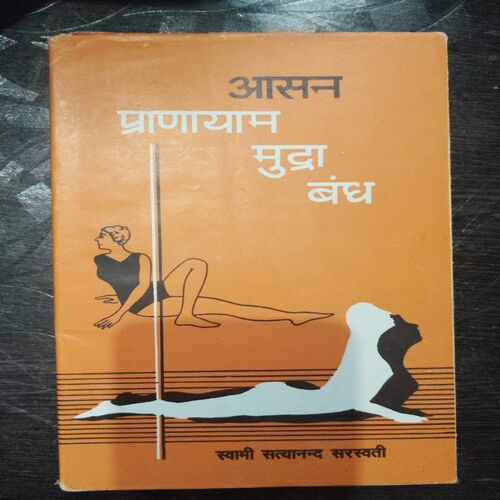 आसन
प्राणायाम
मुद्रा
बंध
स्वामी सत्यानन्द सरस्वती